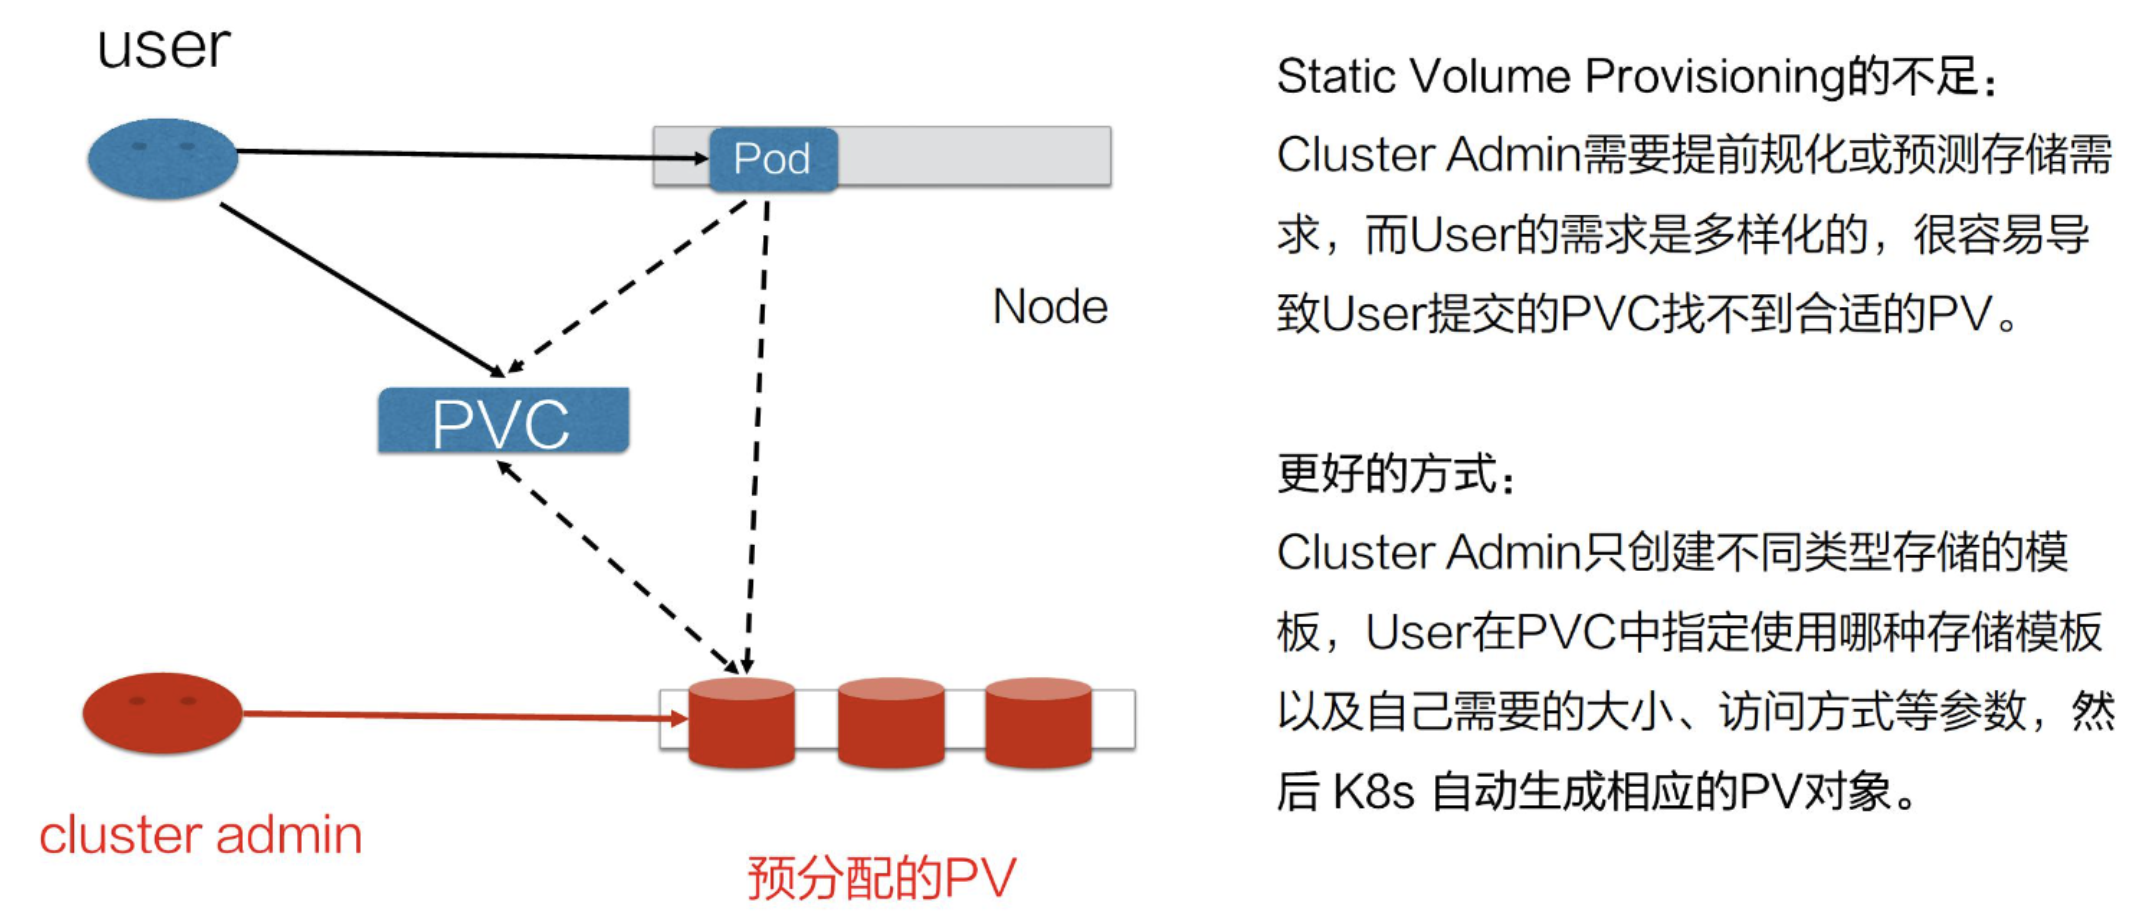 user
Pod
Node
PVC
cluster admin
预分配的PV
Static Volume Provisioning的不足：
Cluster Admin需要提前规化或预测存储需
求，而User的需求是多样化的，很容易导
致User提交的PVC找不到合适的PV。
更好的方式：
Cluster Admin只创建不同类型存储的模
板，User在PVC中指定使用哪种存储模板
以及自己需要的大小、访问方式等参数，然
后 K8s 自动生成相应的PV对象。